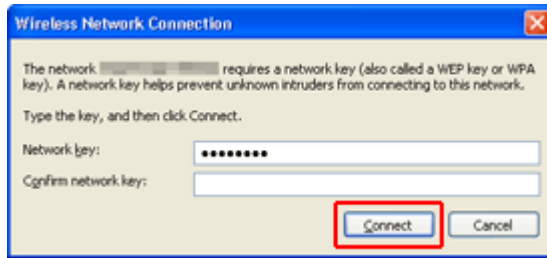 Wireless Network Connection
The network requires a network key (also called a WEP key or WPA
key). A network key helps prevent unknown intruders from connecting to this network.
Type the key, and then click Connect.
Network key:
Confirm network key:
Connect Cancel